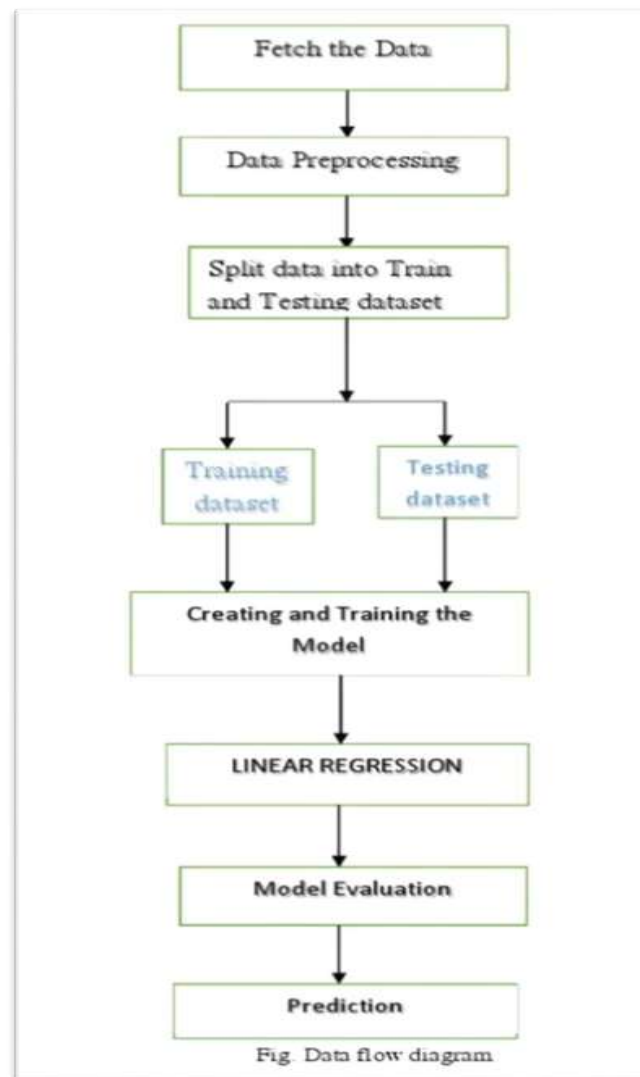 Fetch the Data
Data Preprocessing
Split data into Train
and Testing dataset
Training
dataset
Testing
dataset
Creating and Training the
Model
LINEAR REGRESSION
Model Evaluation
Prediction
Fig. Data flow diagram